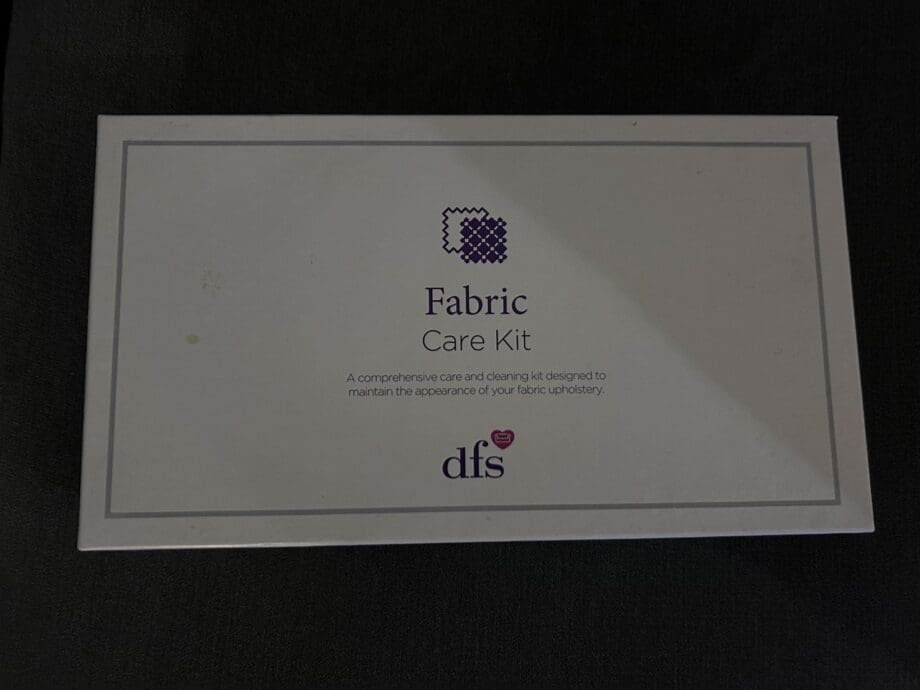 Fabric
Care Kit
A comprehensive care and cleaning kit designed to
maintain the appearance of your fabric upholstery.
dfs